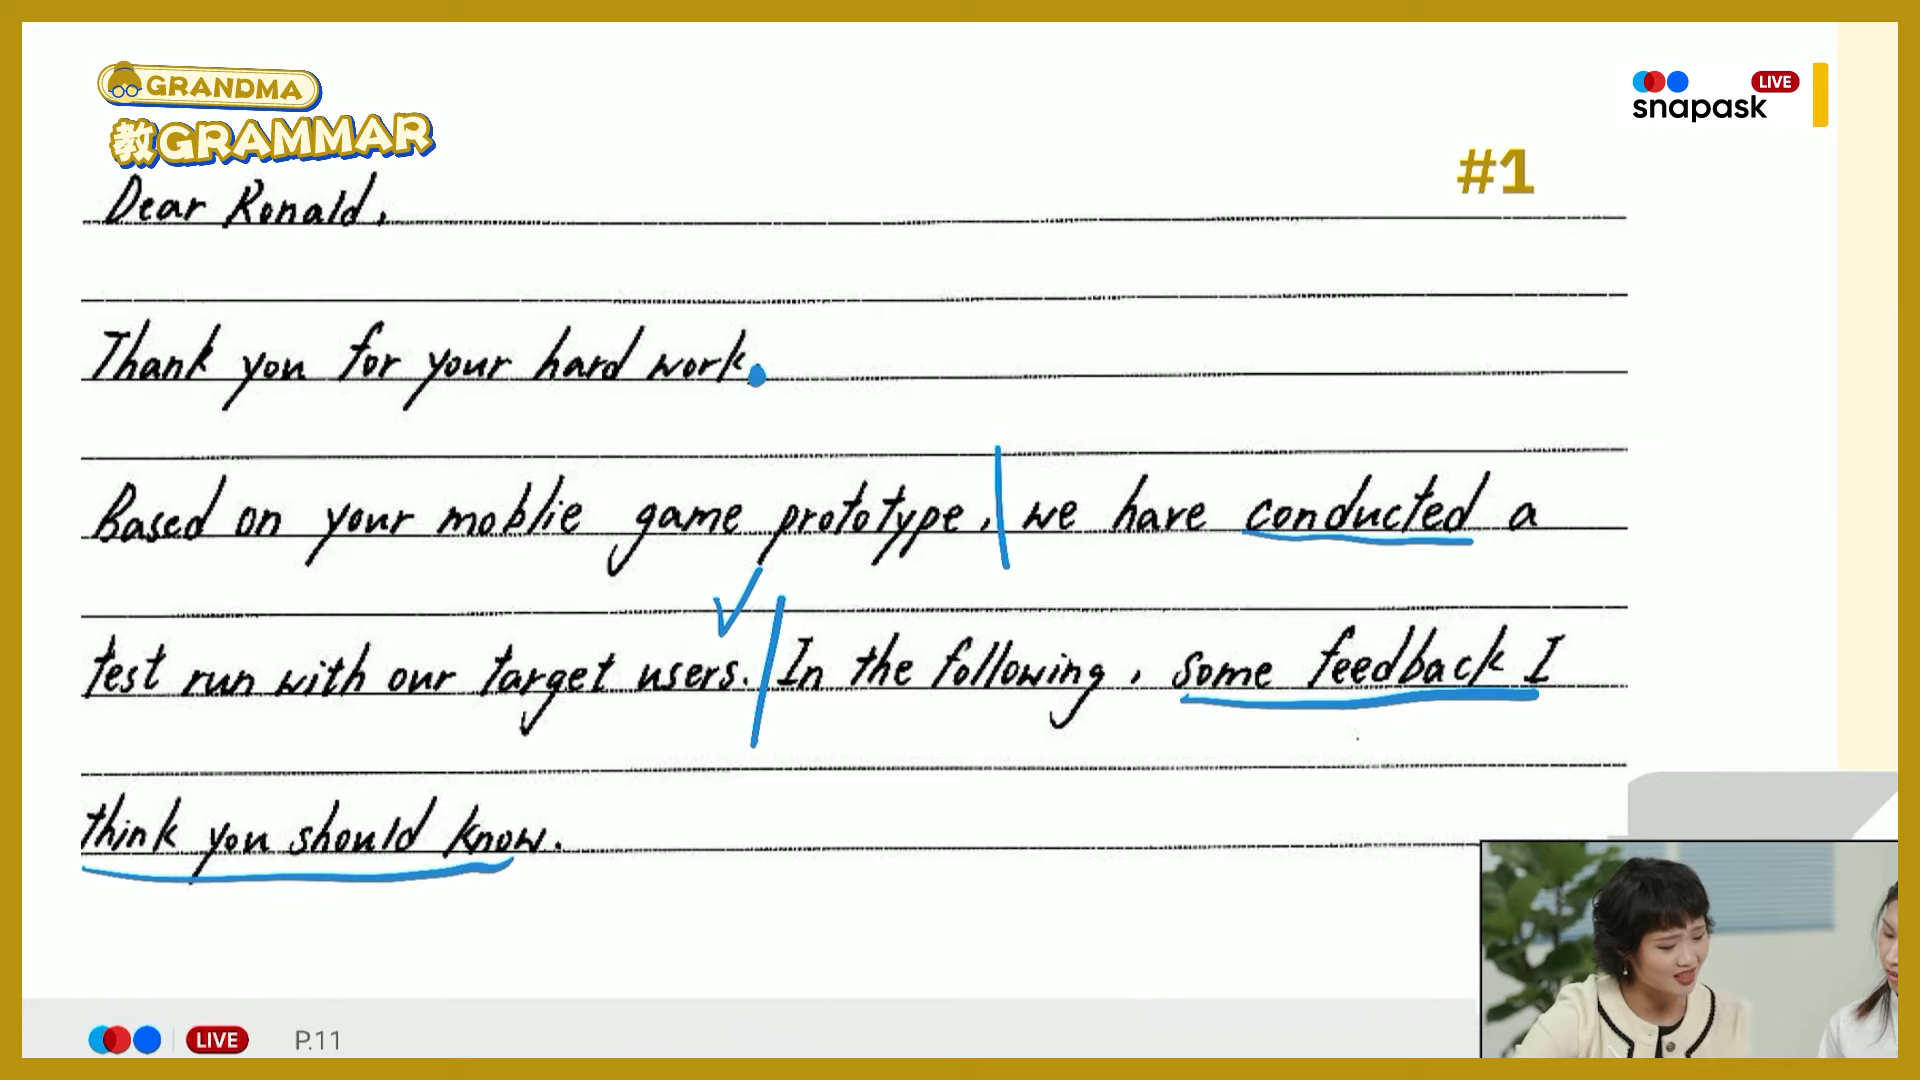 GRANDMA
教GRAMMAR
LIVE
snapask
#1
Dear Ronald,
Thank you for your hard work.
Based on your moblie game prototype, we have conducted a
test run with our target users. In the following, some feedback I
think you should know.
LIVE
P.11